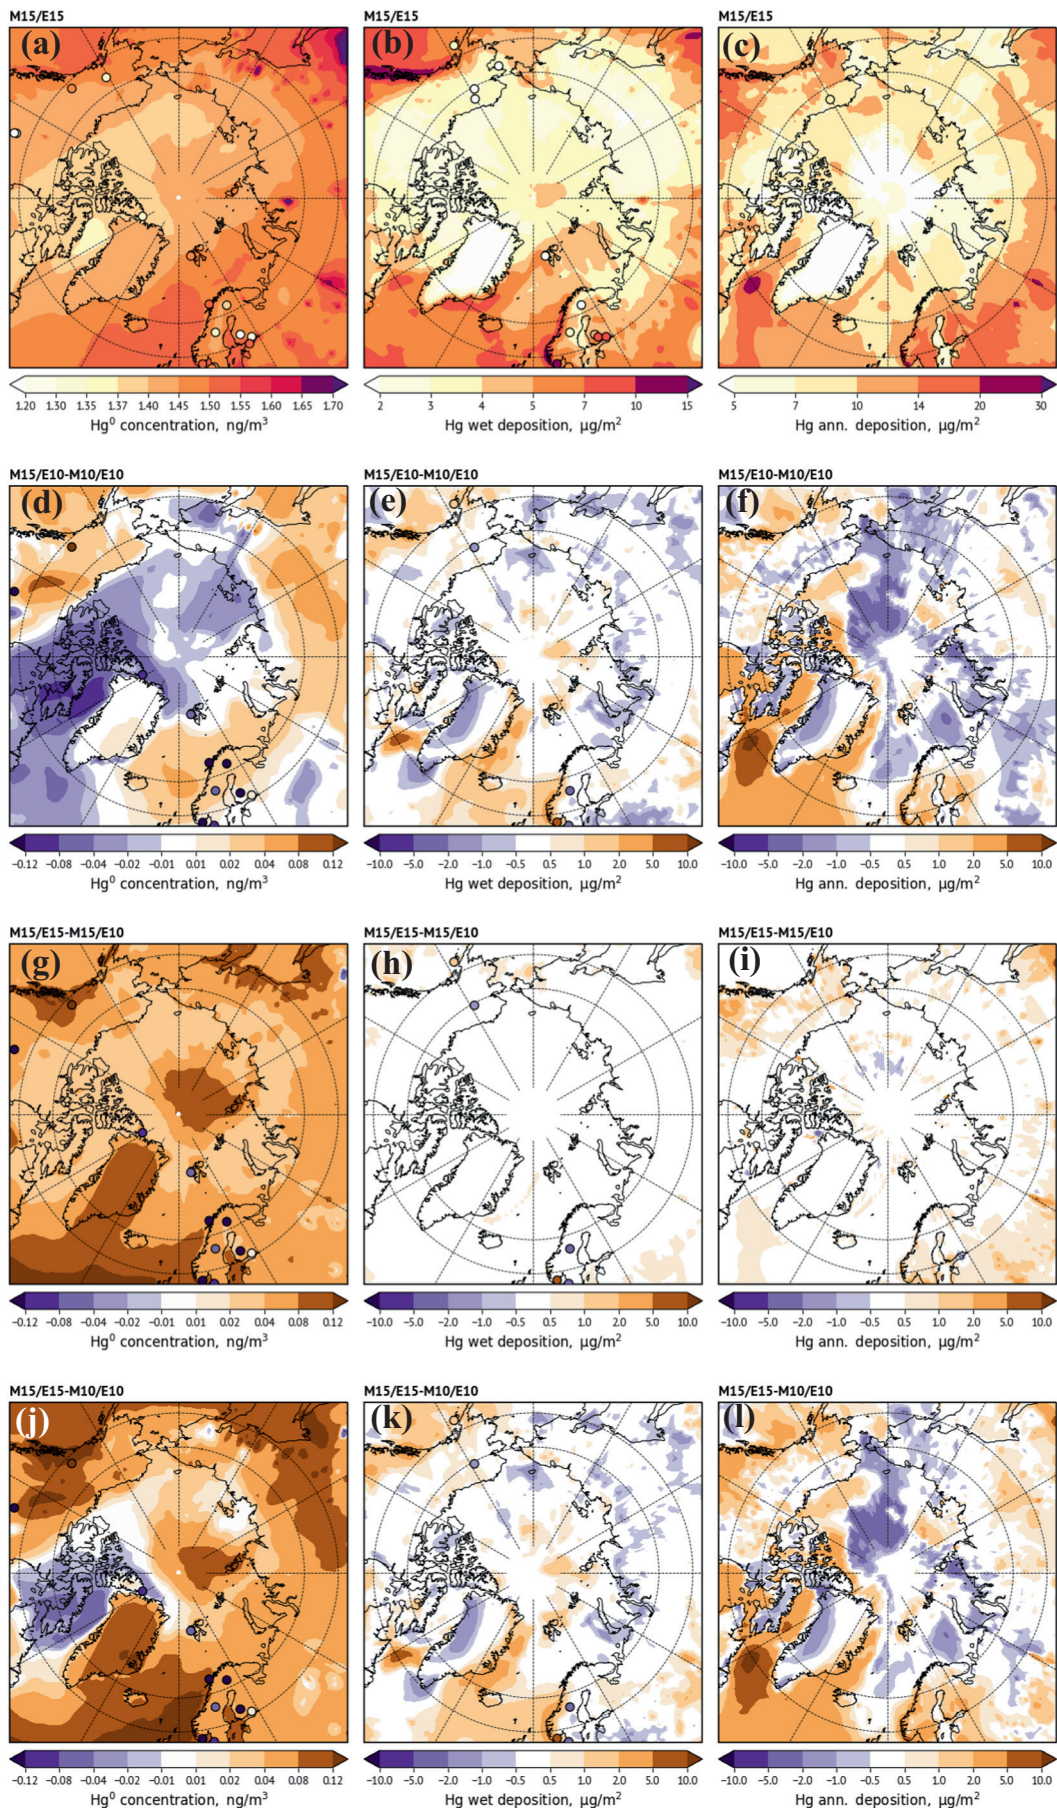 M15/E15 M15/E15 M15/E15
(a) (b) (c)
1.20 1.30 1.35 1.37 1.40 1.45 1.50 1.55 1.65 1.70 2 3 4 5 7 10 15 5 7 10 14 20 30
Hg⁰ concentration, ng/m³ Hg wet deposition, µg/m² Hg ann. deposition, µg/m²
M15/E10-M10/E10 M15/E10-M10/E10 M15/E10-M10/E10
(d) (e) (f)
−0.12 −0.08 −0.04 −0.02 −0.01 0.01 0.02 0.04 0.08 0.12 −10.0 −5.0 −2.0 −1.0 −0.5 0.5 1.0 2.0 5.0 10.0 −10.0 −5.0 −2.0 −1.0 −0.5 0.5 1.0 2.0 5.0 10.0
Hg⁰ concentration, ng/m³ Hg wet deposition, µg/m² Hg ann. deposition, µg/m²
M15/E15-M15/E10 M15/E15-M15/E10 M15/E15-M15/E10
(g) (h) (i)
−0.12 −0.08 −0.04 −0.02 −0.01 0.01 0.02 0.04 0.08 0.12 −10.0 −5.0 −2.0 −1.0 −0.5 0.5 1.0 2.0 5.0 10.0 −10.0 −5.0 −2.0 −1.0 −0.5 0.5 1.0 2.0 5.0 10.0
Hg⁰ concentration, ng/m³ Hg wet deposition, µg/m² Hg ann. deposition, µg/m²
M15/E15-M10/E10 M15/E15-M10/E10 M15/E15-M10/E10
(j) (k) (l)
−0.12 −0.08 −0.04 −0.02 −0.01 0.01 0.02 0.04 0.08 0.12 −10.0 −5.0 −2.0 −1.0 −0.5 0.5 1.0 2.0 5.0 10.0 −10.0 −5.0 −2.0 −1.0 −0.5 0.5 1.0 2.0 5.0 10.0
Hg⁰ concentration, ng/m³ Hg wet deposition, µg/m² Hg ann. deposition, µg/m²